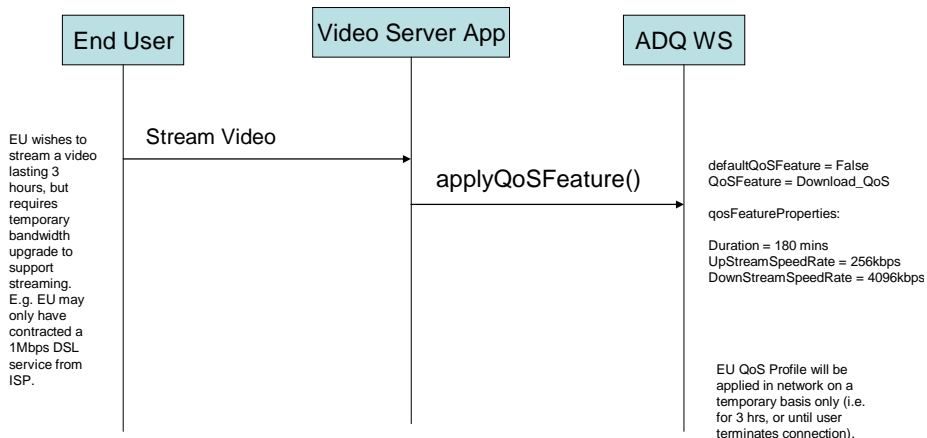 End User
Video Server App
ADQ WS
EU wishes to
stream a video
lasting 3
hours, but
requires
temporary
bandwidth
upgrade to
support
streaming.
E.g. EU may
only have
contracted a
1Mbps DSL
service from
ISP.
Stream Video
applyQoSFeature()
defaultQoSFeature = False
QoSFeature = Download_QoS
qosFeatureProperties:
Duration = 180 mins
UpStreamSpeedRate = 256kbps
DownStreamSpeedRate = 4096kbps
EU QoS Profile will be
applied in network on a
temporary basis only (i.e.
for 3 hrs, or until user
terminates connection).